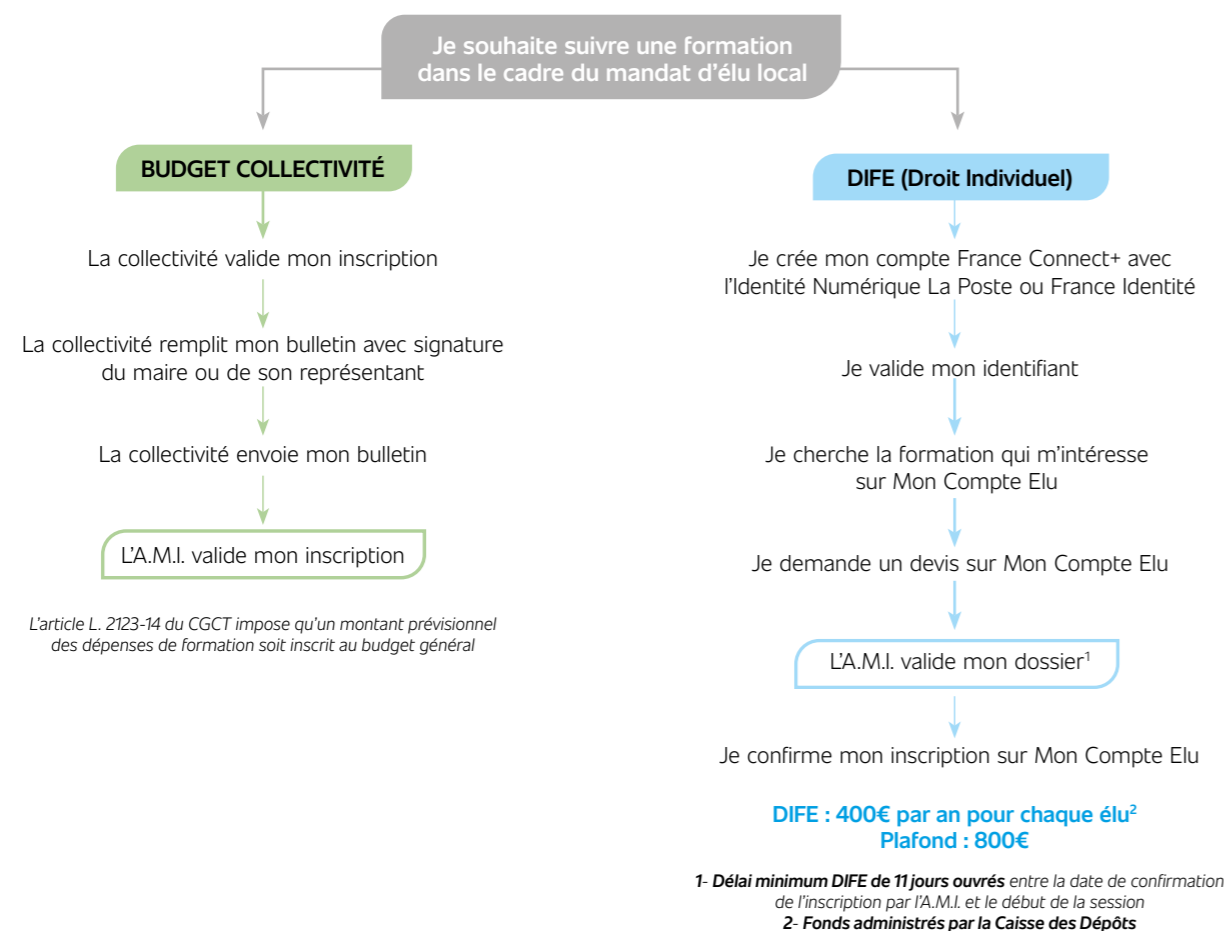 Je souhaite suivre une formation
dans le cadre du mandat d'élu local
BUDGET COLLECTIVITÉ
La collectivité valide mon inscription
La collectivité remplit mon bulletin avec signature
du maire ou de son représentant
La collectivité envoie mon bulletin
L'A.M.I. valide mon inscription
L'article L. 2123-14 du CGCT impose qu'un montant prévisionnel
des dépenses de formation soit inscrit au budget général
DIFE (Droit Individuel)
Je crée mon compte France Connect+ avec
l'Identité Numérique La Poste ou France Identité
Je valide mon identifiant
Je cherche la formation qui m'intéresse
sur Mon Compte Elu
Je demande un devis sur Mon Compte Elu
L'A.M.I. valide mon dossier¹
Je confirme mon inscription sur Mon Compte Elu
DIFE : 400€ par an pour chaque élu²
Plafond : 800€
1- Délai minimum DIFE de 11 jours ouvrés entre la date de confirmation
de l'inscription par l'A.M.I. et le début de la session
2- Fonds administrés par la Caisse des Dépôts